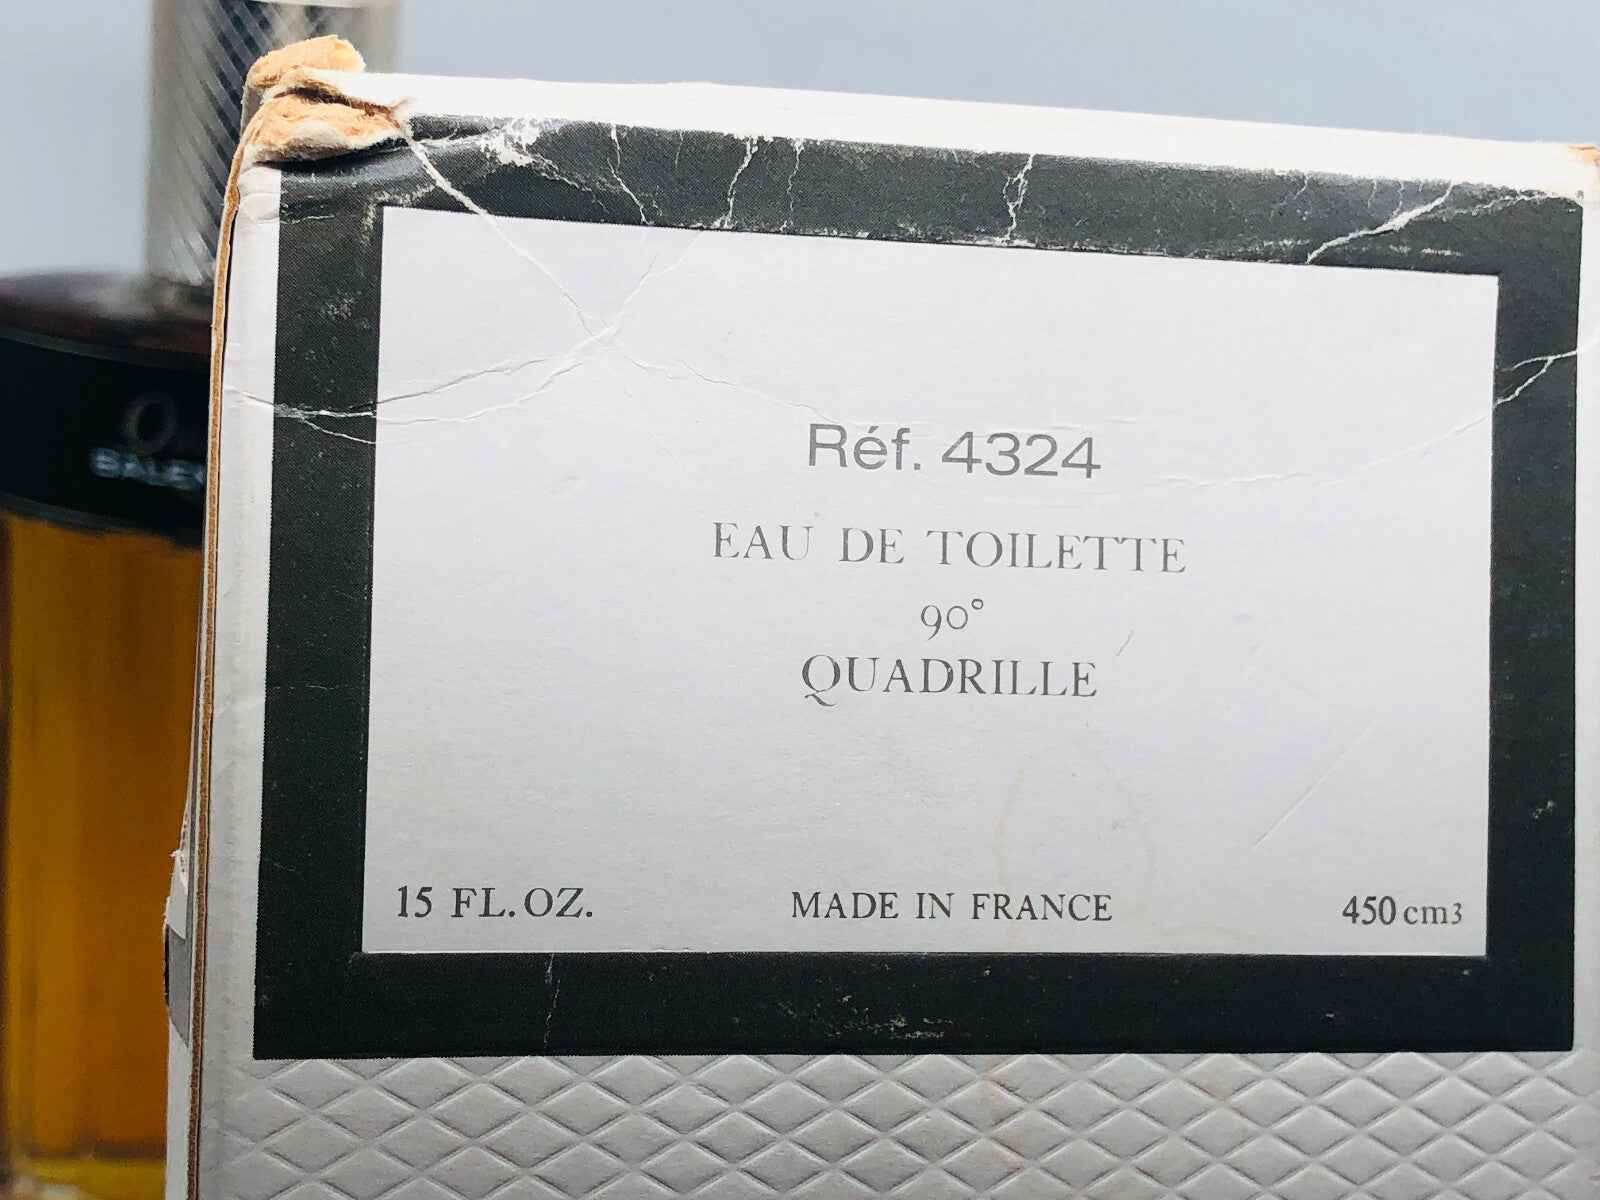 Réf. 4324
EAU DE TOILETTE
90°
QUADRILLE
15 FL.OZ. MADE IN FRANCE 450 cm3